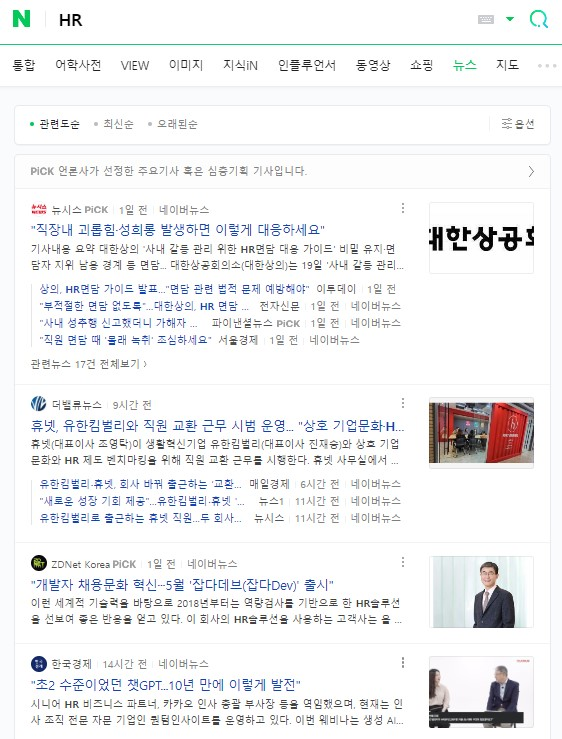 N HR
통합 어학사전 VIEW 이미지 지식iN 인플루언서 동영상 쇼핑 뉴스 지도
관련도순 최신순 오래된순 옵션
PiCK 언론사가 선정한 주요기사 혹은 심층기획 기사입니다.
뉴시스 PiCK 1일 전 네이버뉴스
"직장내 괴롭힘·성희롱 발생하면 이렇게 대응하세요"
기사내용 요약 대한상의 '사내 갈등 관리 위한 HR면담 대응 가이드' 비밀 유지·면
담자 지위 남용 경계 등 면담... 대한상공회의소(대한상의)는 19일 '사내 갈등 관리...
대한상공회
상의, HR면담 가이드 발표..."면담 관련 법적 문제 예방해야" 이투데이 1일 전
"부적절한 면담 없도록"...대한상의, HR 면담 ... 전자신문 1일 전 네이버뉴스
"사내 성추행 신고했더니 가해자 ... 파이낸셜뉴스 PiCK 1일 전 네이버뉴스
"직원 면담 때 '몰래 녹취' 조심하세요" 서울경제 1일 전 네이버뉴스
관련뉴스 17건 전체보기
더밸류뉴스 9시간 전
휴넷, 유한킴벌리와 직원 교환 근무 시범 운영... "상호 기업문화·H...
휴넷(대표이사 조영탁)이 생활혁신기업 유한킴벌리(대표이사 진재승)와 상호 기업
문화와 HR 제도 벤치마킹을 위해 직원 교환 근무를 시행한다. 휴넷 사무실에서 ...
유한킴벌리·휴넷, 회사 바꿔 출근하는 '교환... 매일경제 6시간 전 네이버뉴스
"새로운 성장 기회 제공"...유한킴벌리·휴넷 '... 뉴스1 11시간 전 네이버뉴스
유한킴벌리로 출근하는 휴넷 직원...두 회사... 뉴시스 11시간 전 네이버뉴스
ZDNet Korea PiCK 1일 전 네이버뉴스
"개발자 채용문화 혁신···5월 '잡다데브(잡다Dev)' 출시"
이런 세계적 기술력을 바탕으로 2018년부터는 역량검사를 기반으로 한 HR솔루션
을 선보여 좋은 반응을 얻고 있다. 이 회사의 HR솔루션을 사용하는 고객사는 올 ...
한국경제 14시간 전 네이버뉴스
"초2 수준이었던 챗GPT...10년 만에 이렇게 발전"
시니어 HR 비즈니스 파트너, 카카오 인사 총괄 부사장 등을 역임했으며, 현재는 인
사 조직 전문 자문 기업인 퀀텀인사이트를 운영하고 있다. 이번 웨비나는 생성 AI...